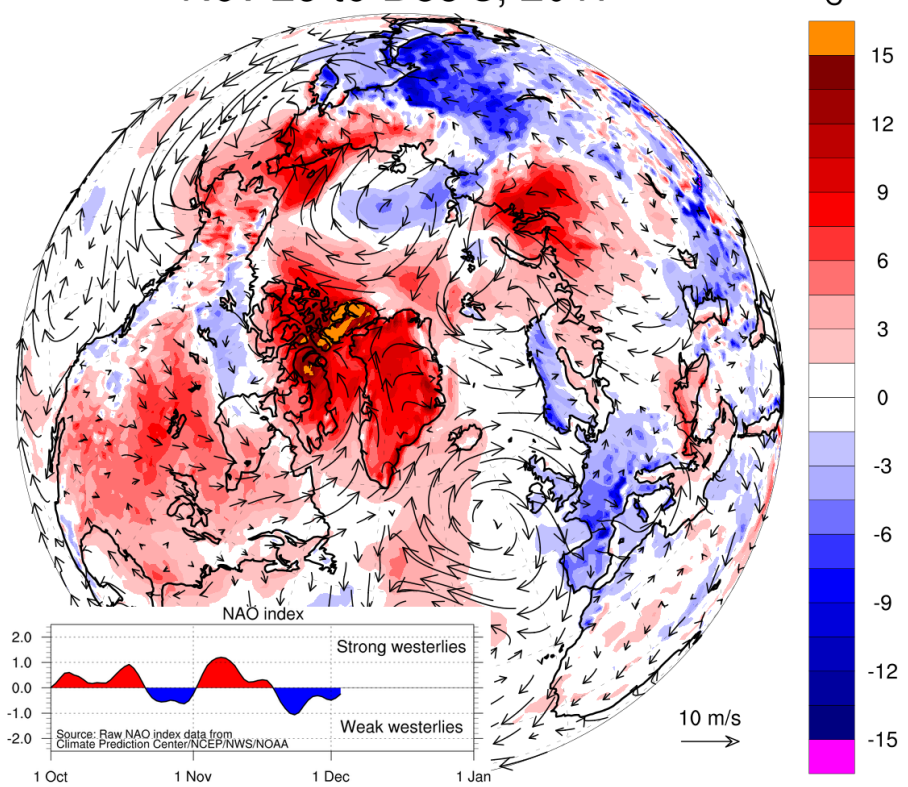 15
12
9
6
3
0
-3
-6
-9
-12
-15
NAO index
2.0
1.0
0.0
-1.0
-2.0
Strong westerlies
Weak westerlies
Source: Raw NAO index data from
Climate Prediction Center/NCEP/NWS/NOAA
1 Oct
1 Nov
1 Dec
1 Jan
10 m/s